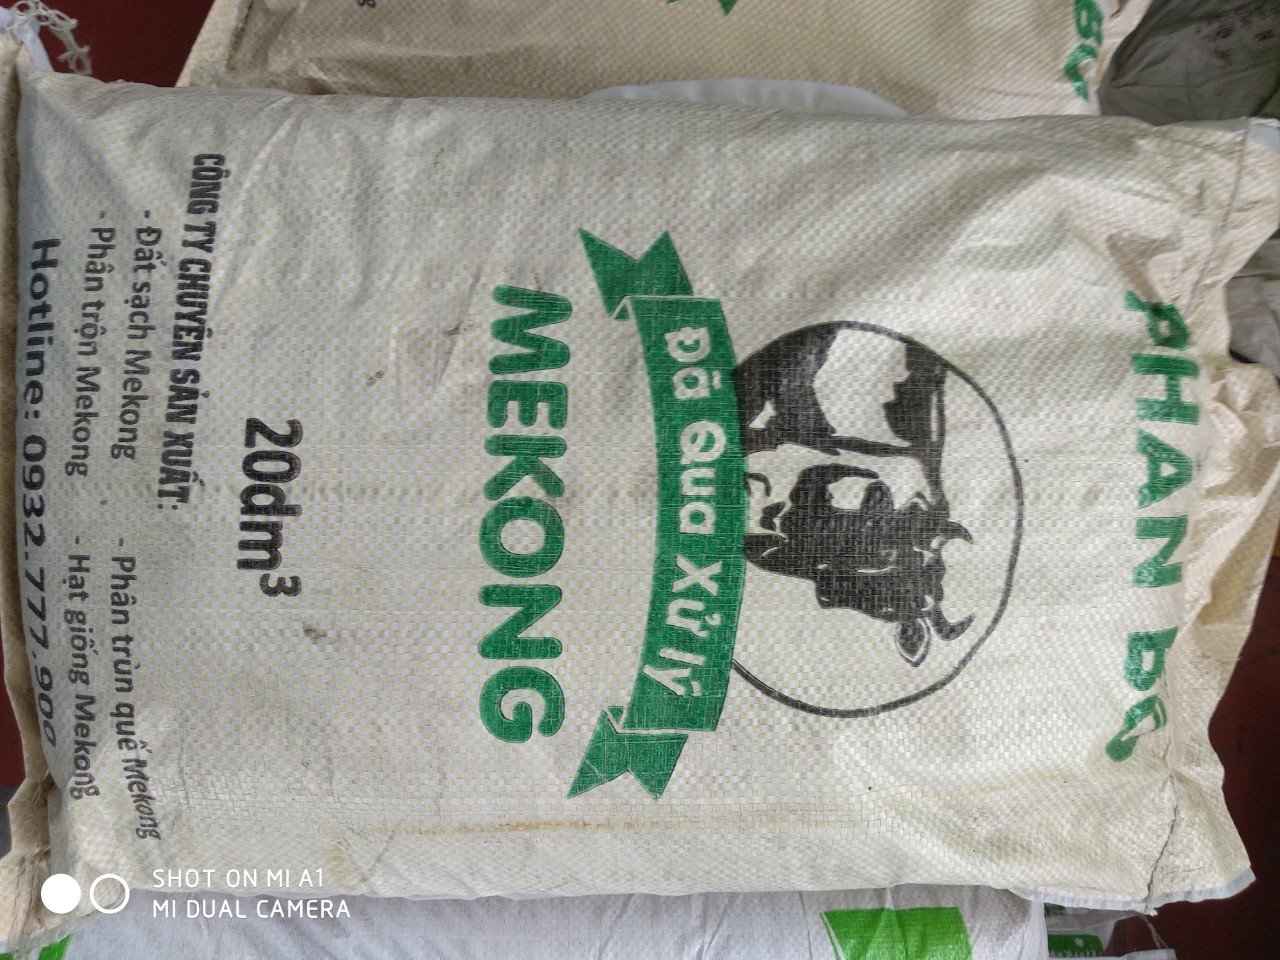 PHÂN BÒ
Đã qua xử lý
MEKONG
20dm³
CÔNG TY CHUYÊN SẢN XUẤT:
- Đất sạch Mekong
- Phân trùn quế Mekong
- Phân trộn Mekong
- Hạt giống Mekong
Hotline: 0932.777.900
SHOT ON MI A1
MI DUAL CAMERA